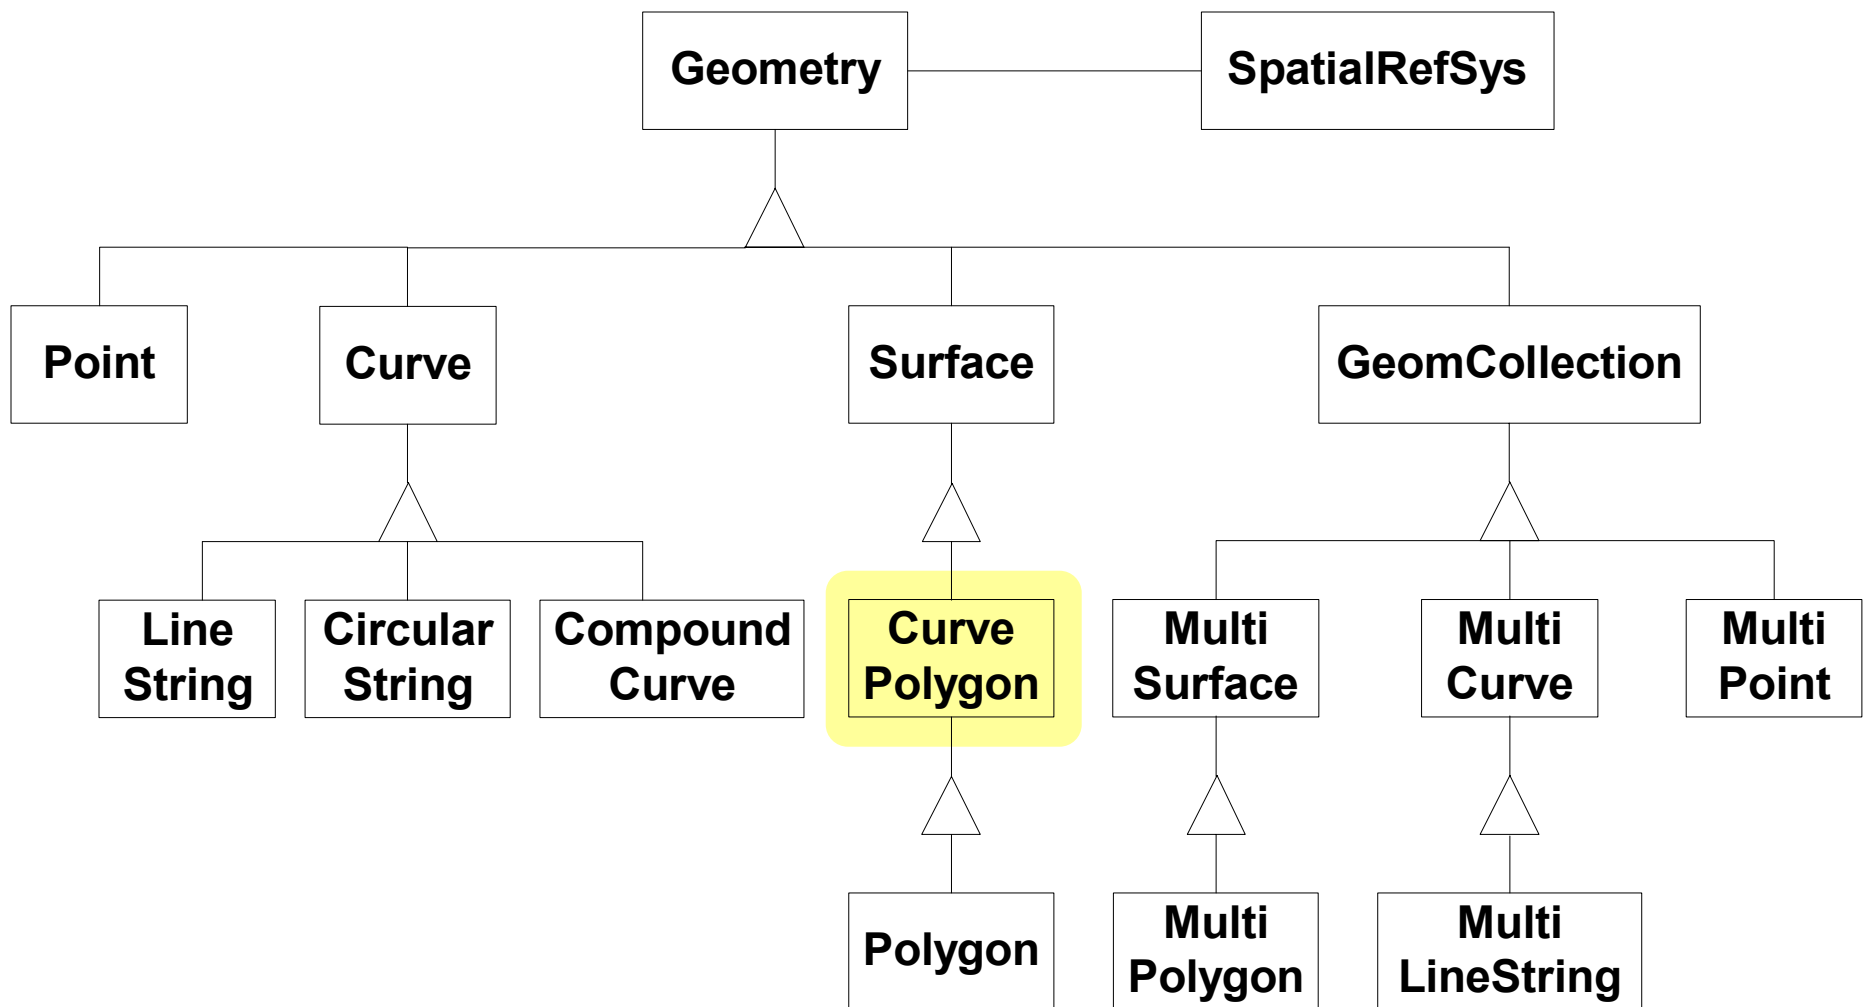 Geometry
SpatialRefSys
Point
Curve
Surface
GeomCollection
Line
String
Circular
String
Compound
Curve
Curve
Polygon
Multi
Surface
Multi
Curve
Multi
Point
Polygon
Multi
Polygon
Multi
LineString